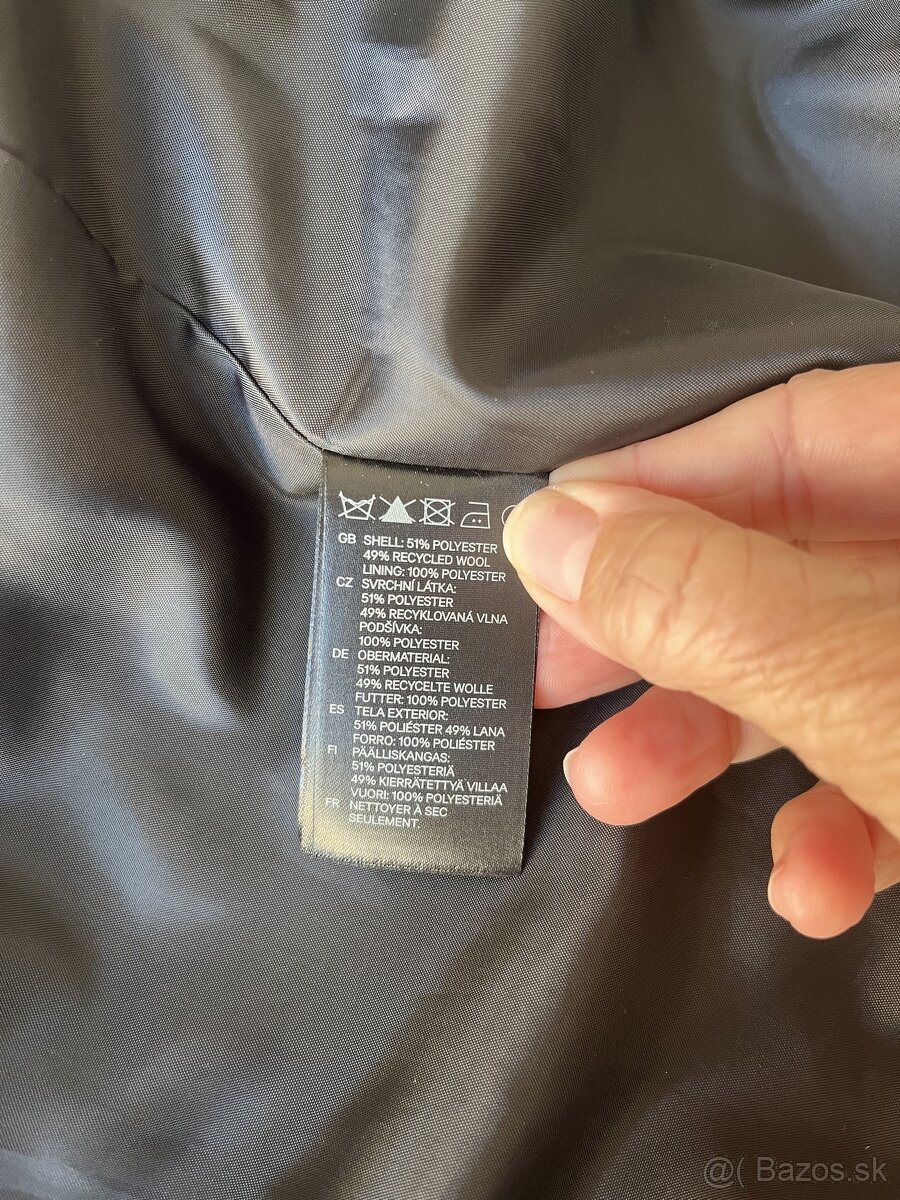 GB SHELL: 51% POLYESTER
49% RECYCLED WOOL
LINING: 100% POLYESTER
CZ SVRCHNÍ LÁTKA:
51% POLYESTER
49% RECYKLOVANÁ VLNA
PODŠÍVKA:
100% POLYESTER
DE OBERMATERIAL:
51% POLYESTER
49% RECYCELTE WOLLE
FUTTER: 100% POLYESTER
ES TELA EXTERIOR:
51% POLIÉSTER 49% LANA
FORRO: 100% POLIÉSTER
FI PÄÄLLISKANGAS:
51% POLYESTERIÄ
49% KIERRÄTETTYÄ VILLAA
VUORI: 100% POLYESTERIÄ
FR NETTOYER À SEC
SEULEMENT.
@( Bazos.sk